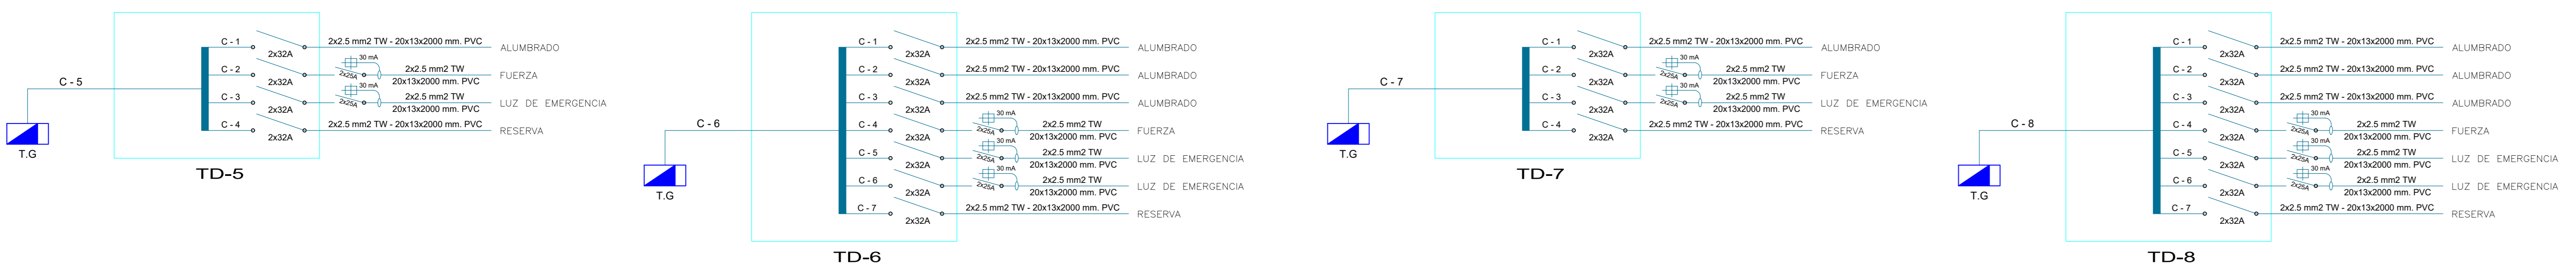 C - 5
T.G
C - 1
2x32A
2x2.5 mm2 TW - 20x13x2000 mm. PVC
ALUMBRADO
C - 2
2x32A
2x25A
30 mA
2x2.5 mm2 TW
20x13x2000 mm. PVC
FUERZA
C - 3
2x32A
2x25A
30 mA
2x2.5 mm2 TW
20x13x2000 mm. PVC
LUZ DE EMERGENCIA
C - 4
2x32A
2x2.5 mm2 TW - 20x13x2000 mm. PVC
RESERVA
TD-5
C - 6
T.G
C - 1
2x32A
2x2.5 mm2 TW - 20x13x2000 mm. PVC
ALUMBRADO
C - 2
2x32A
2x2.5 mm2 TW - 20x13x2000 mm. PVC
ALUMBRADO
C - 3
2x32A
2x2.5 mm2 TW - 20x13x2000 mm. PVC
ALUMBRADO
C - 4
2x32A
2x25A
30 mA
2x2.5 mm2 TW
20x13x2000 mm. PVC
FUERZA
C - 5
2x32A
2x25A
30 mA
2x2.5 mm2 TW
20x13x2000 mm. PVC
LUZ DE EMERGENCIA
C - 6
2x32A
2x25A
30 mA
2x2.5 mm2 TW
20x13x2000 mm. PVC
LUZ DE EMERGENCIA
C - 7
2x32A
2x2.5 mm2 TW - 20x13x2000 mm. PVC
RESERVA
TD-6
C - 7
T.G
C - 1
2x32A
2x2.5 mm2 TW - 20x13x2000 mm. PVC
ALUMBRADO
C - 2
2x32A
2x25A
30 mA
2x2.5 mm2 TW
20x13x2000 mm. PVC
FUERZA
C - 3
2x32A
2x25A
30 mA
2x2.5 mm2 TW
20x13x2000 mm. PVC
LUZ DE EMERGENCIA
C - 4
2x32A
2x2.5 mm2 TW - 20x13x2000 mm. PVC
RESERVA
TD-7
C - 8
T.G
C - 1
2x32A
2x2.5 mm2 TW - 20x13x2000 mm. PVC
ALUMBRADO
C - 2
2x32A
2x2.5 mm2 TW - 20x13x2000 mm. PVC
ALUMBRADO
C - 3
2x32A
2x2.5 mm2 TW - 20x13x2000 mm. PVC
ALUMBRADO
C - 4
2x32A
2x25A
30 mA
2x2.5 mm2 TW
20x13x2000 mm. PVC
FUERZA
C - 5
2x32A
2x25A
30 mA
2x2.5 mm2 TW
20x13x2000 mm. PVC
LUZ DE EMERGENCIA
C - 6
2x32A
2x25A
30 mA
2x2.5 mm2 TW
20x13x2000 mm. PVC
LUZ DE EMERGENCIA
C - 7
2x32A
2x2.5 mm2 TW - 20x13x2000 mm. PVC
RESERVA
TD-8